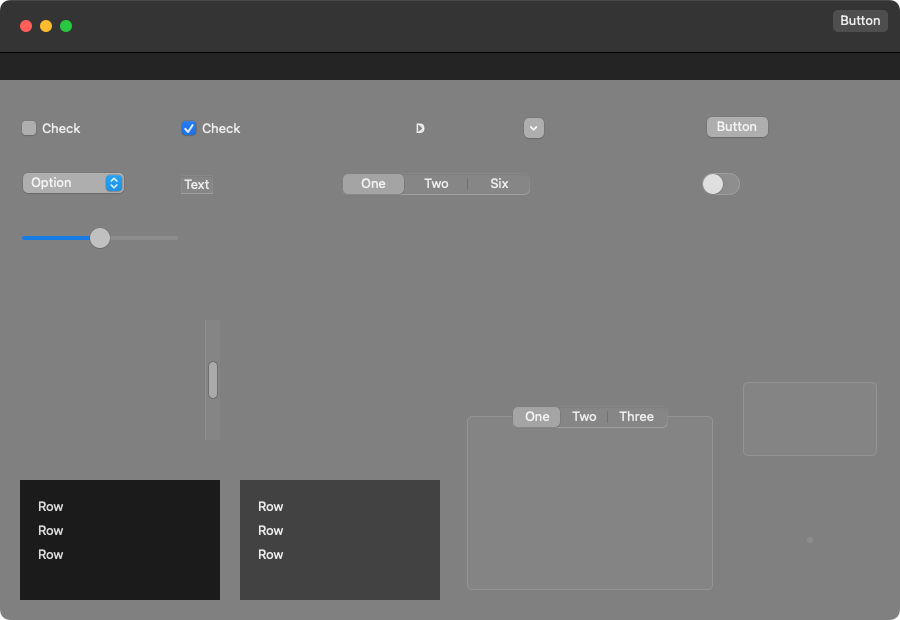 Button
Check
Check
Button
Option
Text
One Two Six
One Two Three
Row
Row
Row
Row
Row
Row